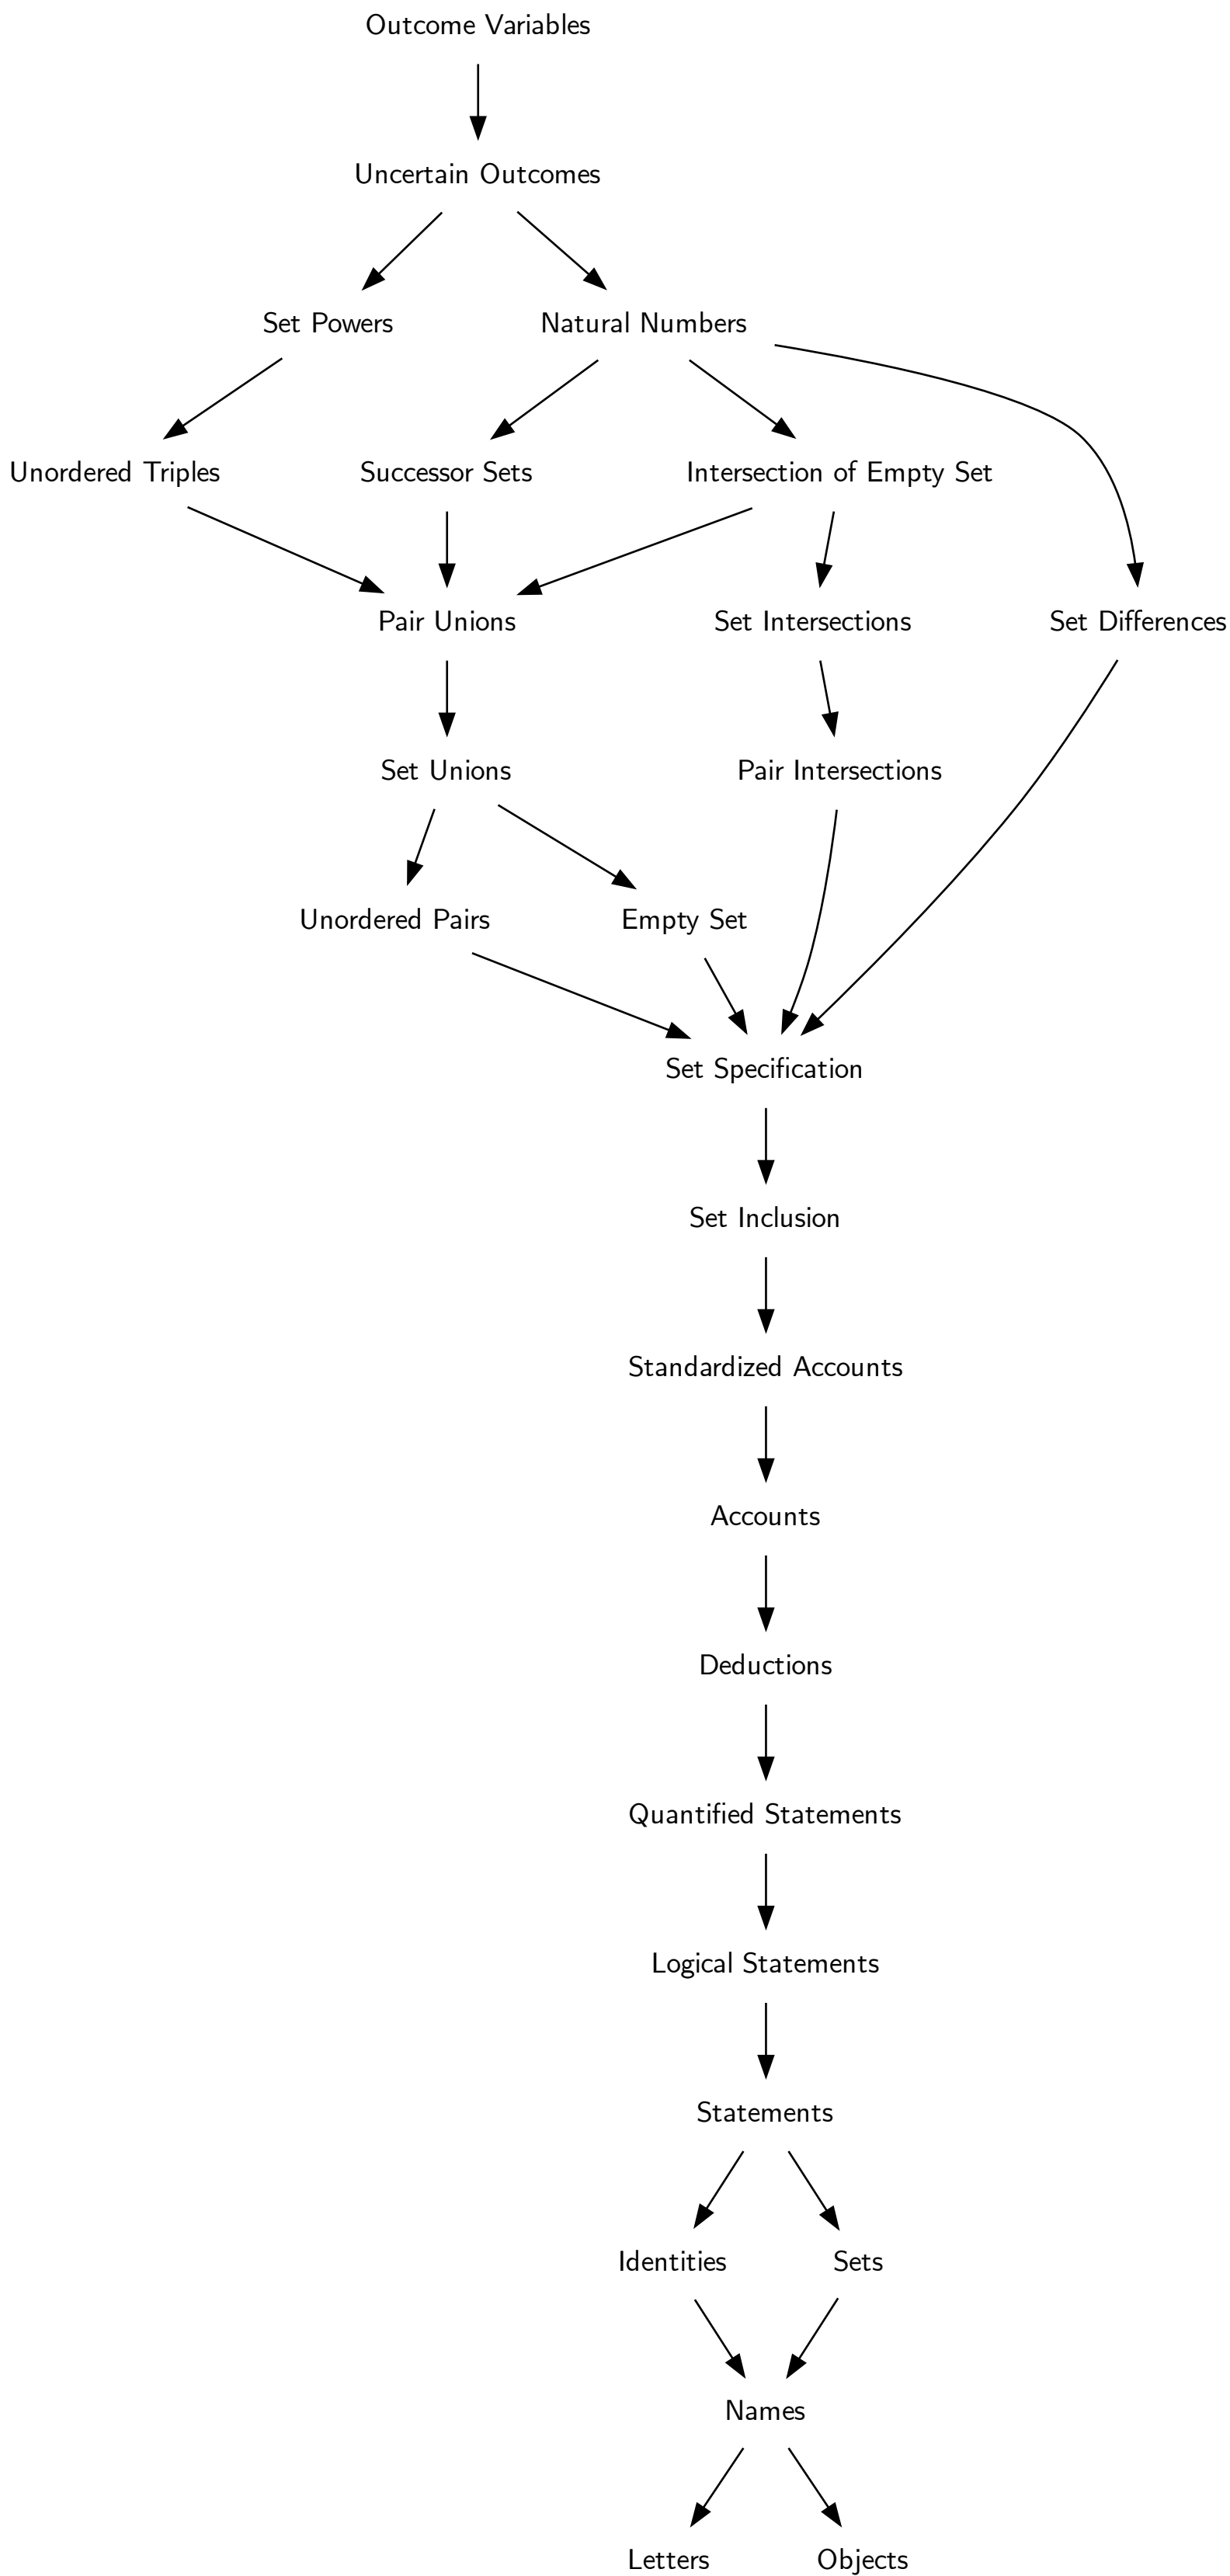 Outcome Variables
Uncertain Outcomes
Set Powers
Natural Numbers
Unordered Triples
Successor Sets
Intersection of Empty Set
Pair Unions
Set Intersections
Set Differences
Set Unions
Pair Intersections
Unordered Pairs
Empty Set
Set Specification
Set Inclusion
Standardized Accounts
Accounts
Deductions
Quantified Statements
Logical Statements
Statements
Identities
Sets
Names
Letters
Objects